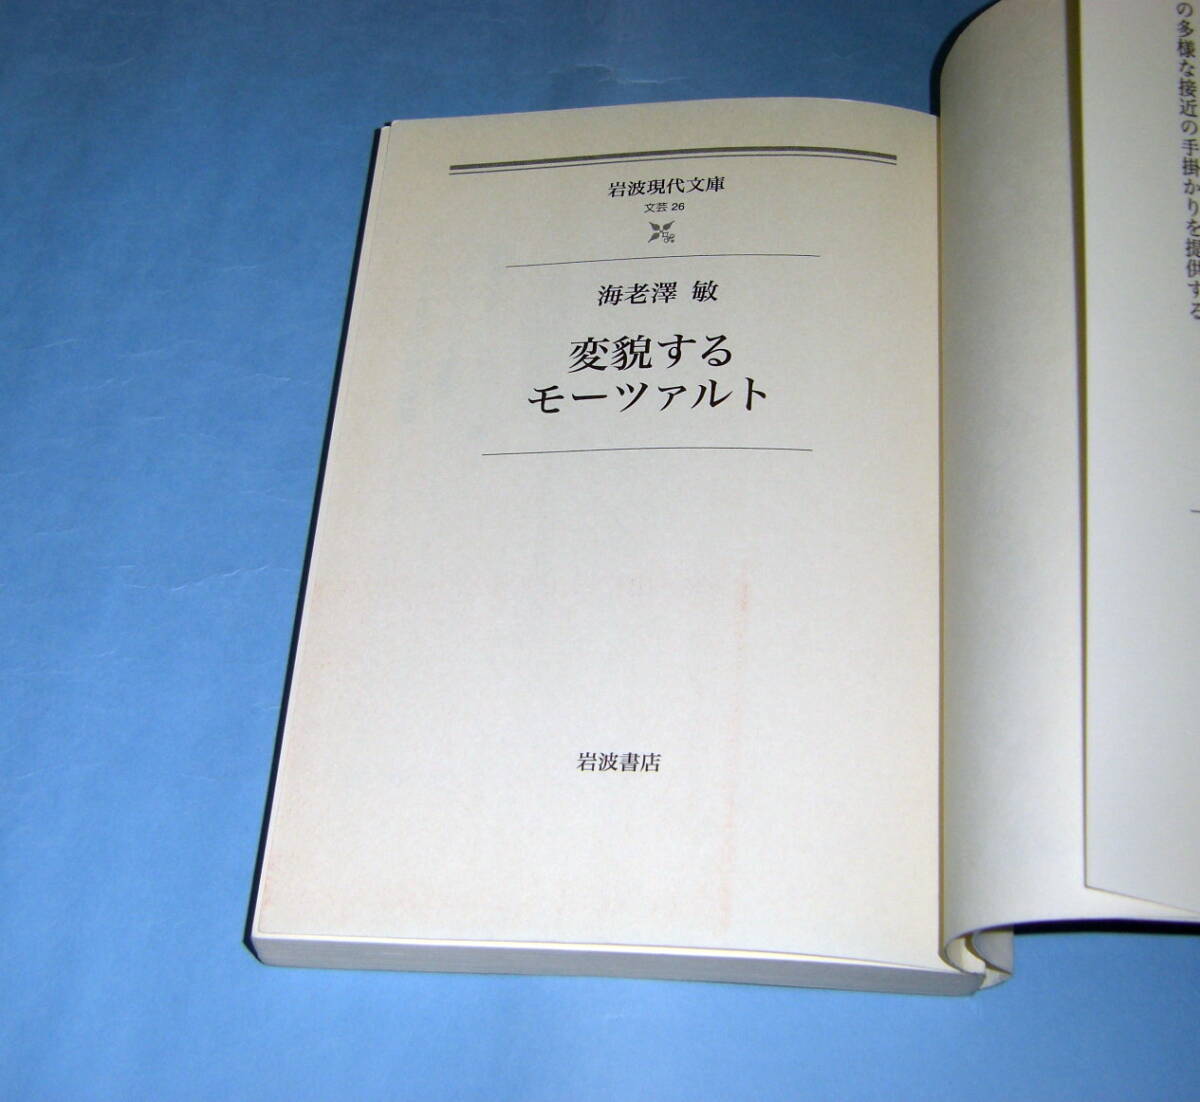 岩波現代文庫
文芸 26
海老澤 敏
変貌する
モーツァルト
岩波書店
の多様な接近の手掛かりを提供する